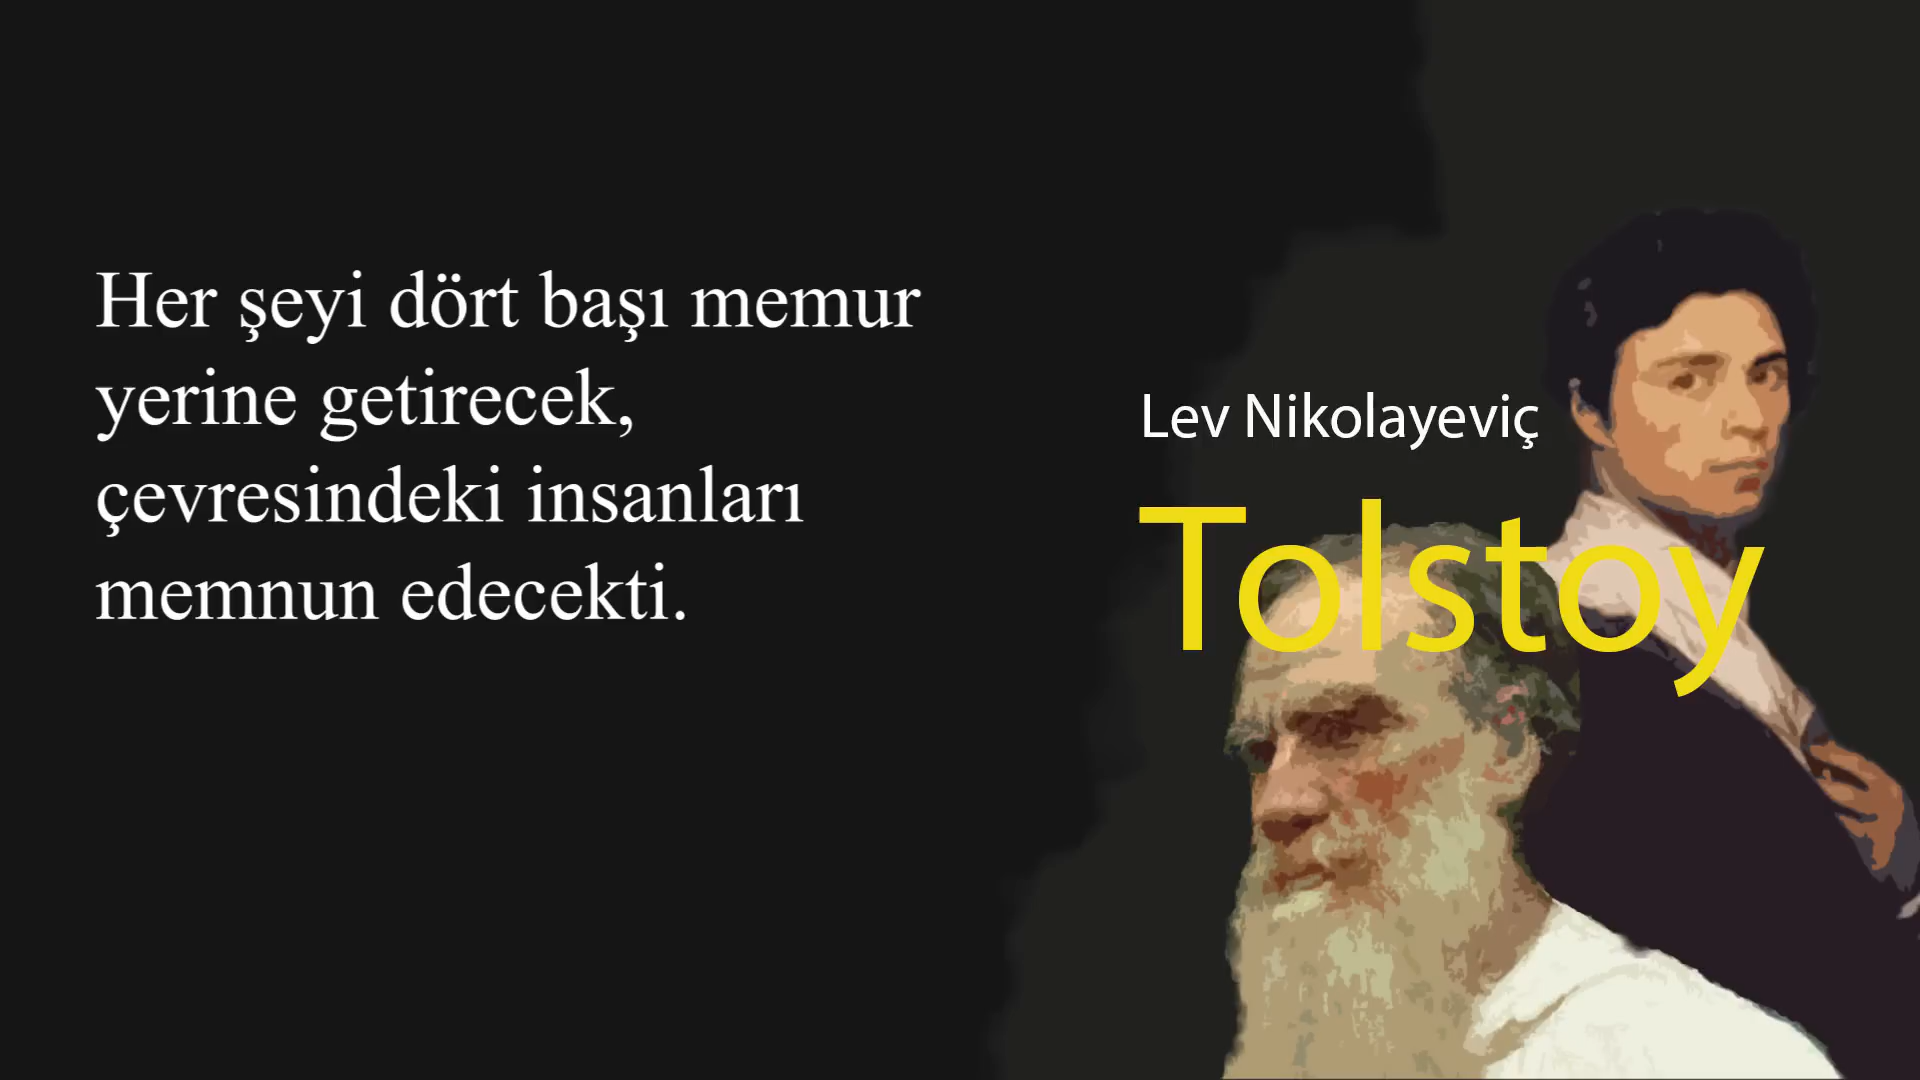 Her şeyi dört başı memur
yerine getirecek,
çevresindeki insanları
memnun edecekti.
Lev Nikolayeviç
Tolstoy